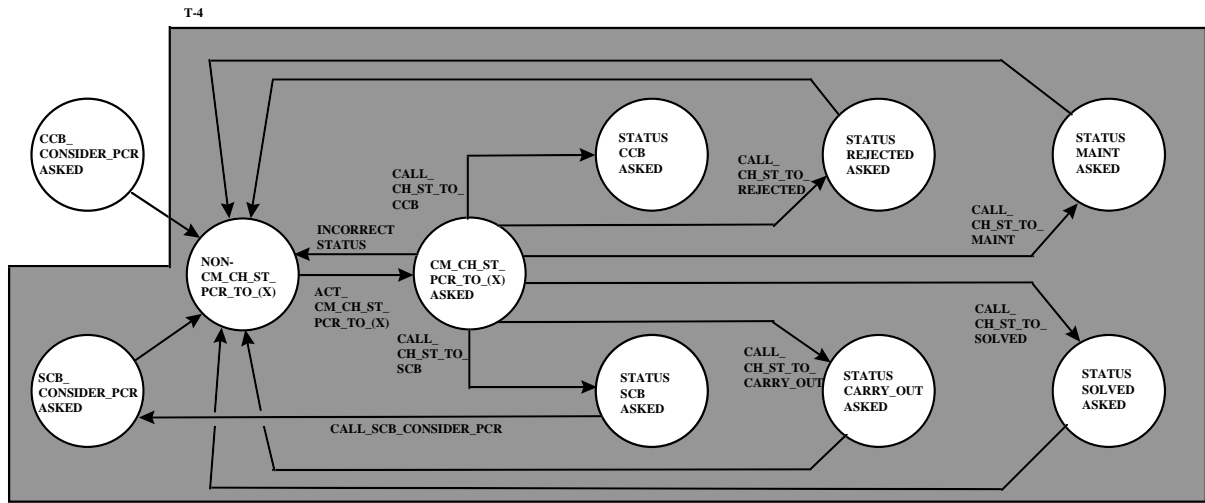 T-4
CCB_
CONSIDER_PCR
ASKED
STATUS
CCB
ASKED
STATUS
REJECTED
ASKED
STATUS
MAINT
ASKED
CALL_
CH_ST_TO_
CCB
CALL_
CH_ST_TO_
REJECTED
CALL_
CH_ST_TO_
MAINT
INCORRECT
STATUS
NON-
CM_CH_ST_
PCR_TO_(X)
CM_CH_ST_
PCR_TO_(X)
ASKED
ACT_
CM_CH_ST_
PCR_TO_(X)
CALL_
CH_ST_TO_
SCB
CALL_
CH_ST_TO_
CARRY_OUT
CALL_
CH_ST_TO_
SOLVED
SCB_
CONSIDER_PCR
ASKED
STATUS
SCB
ASKED
STATUS
CARRY_OUT
ASKED
STATUS
SOLVED
ASKED
CALL_SCB_CONSIDER_PCR